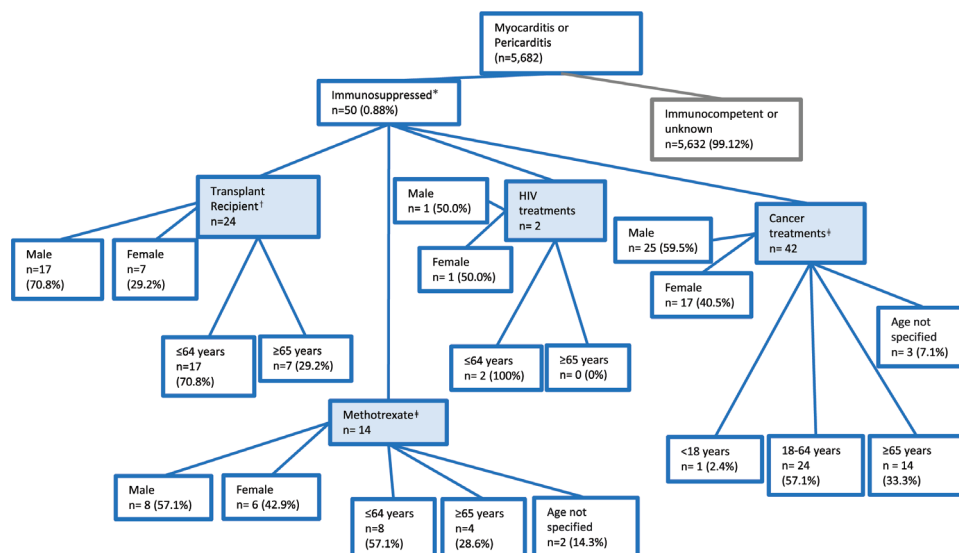 Myocarditis or
Pericarditis
(n=5,682)
Immunosuppressed*
n=50 (0.88%)
Immunocompetent or
unknown
n=5,632 (99.12%)
Transplant
Recipient†
n=24
Male
n=17
(70.8%)
Female
n=7
(29.2%)
≤64 years
n=17
(70.8%)
≥65 years
n=7 (29.2%)
Male
n= 1 (50.0%)
HIV
treatments
n= 2
Female
n= 1 (50.0%)
≤64 years
n= 2 (100%)
≥65 years
n= 0 (0%)
Male
n= 25 (59.5%)
Cancer
treatments‡
n= 42
Female
n= 17 (40.5%)
Age not
specified
n= 3 (7.1%)
<18 years
n= 1 (2.4%)
18-64 years
n= 24
(57.1%)
≥65 years
n = 14
(33.3%)
Methotrexate‡
n= 14
Male
n= 8 (57.1%)
Female
n= 6 (42.9%)
≤64 years
n=8
(57.1%)
≥65 years
n=4
(28.6%)
Age not
specified
n=2 (14.3%)